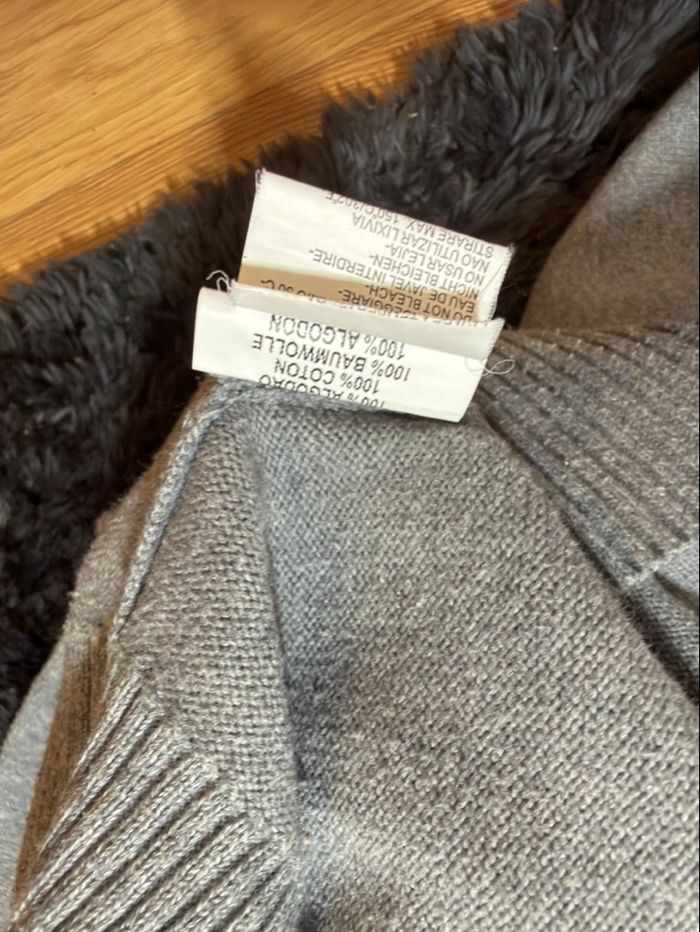 100% ALGODAO
100% COTON
100% BAUMWOLLE
100% ALGODON
DO NOT BLEACH-
EAU DE JAVEL INTERDIRE-
NICHT BLEICHEN-
NO USAR LEJIA-
NAO UTILIZAR LIXIVIA
STIRARE MAX. 150°C/302°F